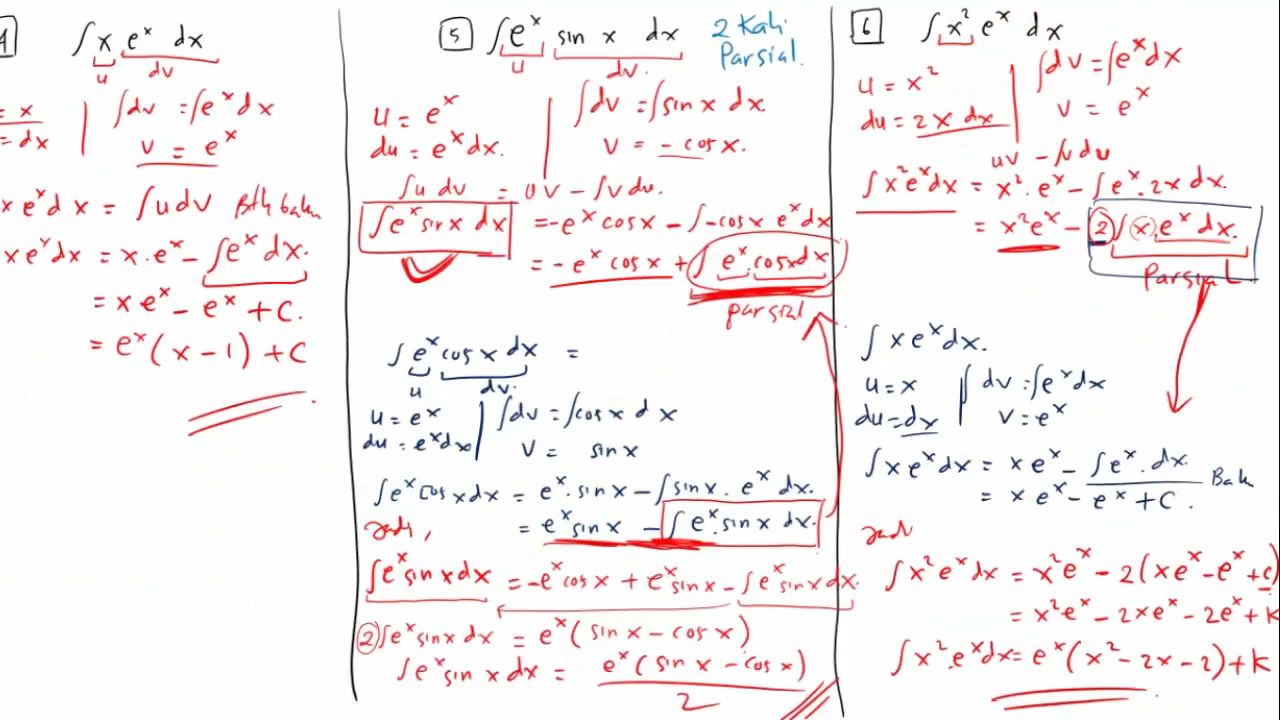 4 ∫ x eˣ dx
u dv
= x | ∫dv = ∫eˣ dx
= dx v = eˣ
x eˣ d x = ∫ u dv
x eˣ dx = x · eˣ − ∫ eˣ dx.
= x eˣ − eˣ + C.
= eˣ ( x − 1 ) + C
5 ∫ eˣ sin x dx 2 Kali
u dv. Parsial.
u = eˣ | ∫dv = ∫sin x dx.
du = eˣ dx. v = − cos x.
∫u dv = uv − ∫v du.
∫ eˣ sin x dx = −eˣ cos x − ∫−cos x eˣ dx
= −eˣ cos x + ∫ eˣ cos x dx
parsial
∫ eˣ cos x dx =
u dv.
u = eˣ | ∫dv = ∫cos x d x
du = eˣdx v = sin x
∫eˣ cos x dx = eˣ. sin x − ∫sin x. eˣ dx.
= eˣ sin x − ∫ eˣ. sin x dx.
Jadi,
∫eˣ sin x dx = −eˣ cos x + eˣ sin x − ∫eˣ sin x dx.
2 ∫eˣ sin x dx = eˣ ( sin x − cos x )
∫eˣ sin x dx = eˣ ( sin x − cos x )
2
6 ∫ x² eˣ d x
u = x² | ∫dv = ∫eˣ dx
du = 2x dx v = eˣ
uv − ∫v du
∫ x² eˣ dx = x². eˣ − ∫ eˣ. 2x dx.
= x² eˣ − 2 ∫ x. eˣ dx.
Parsial
∫ x eˣ dx.
u = x | ∫ dv = ∫eˣ dx
du = dx v = eˣ
∫ x eˣ dx = x eˣ − ∫ eˣ. dx. Baku
= x eˣ − eˣ + C.
Jadi
∫ x² eˣ dx = x² eˣ − 2 ( x eˣ − eˣ + c)
= x² eˣ − 2x eˣ − 2eˣ + k
∫ x². eˣ dx = eˣ ( x² − 2x − 2 ) + k